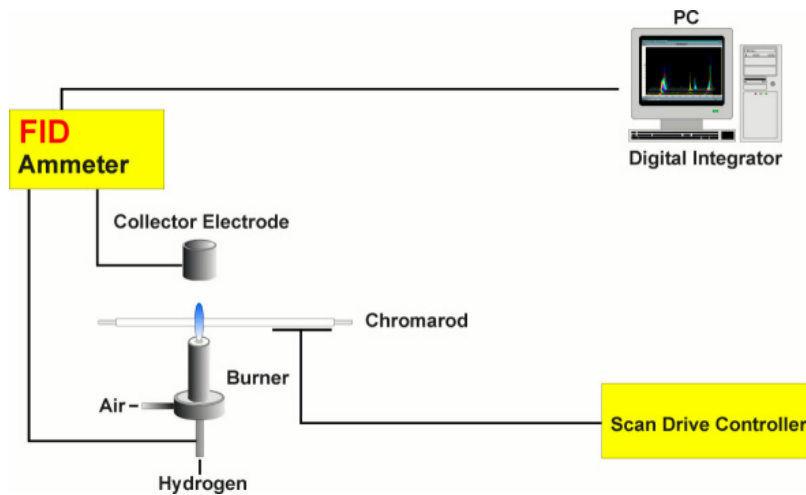 PC
FID
Ammeter
Digital Integrator
Collector Electrode
Chromarod
Burner
Air
Scan Drive Controller
Hydrogen